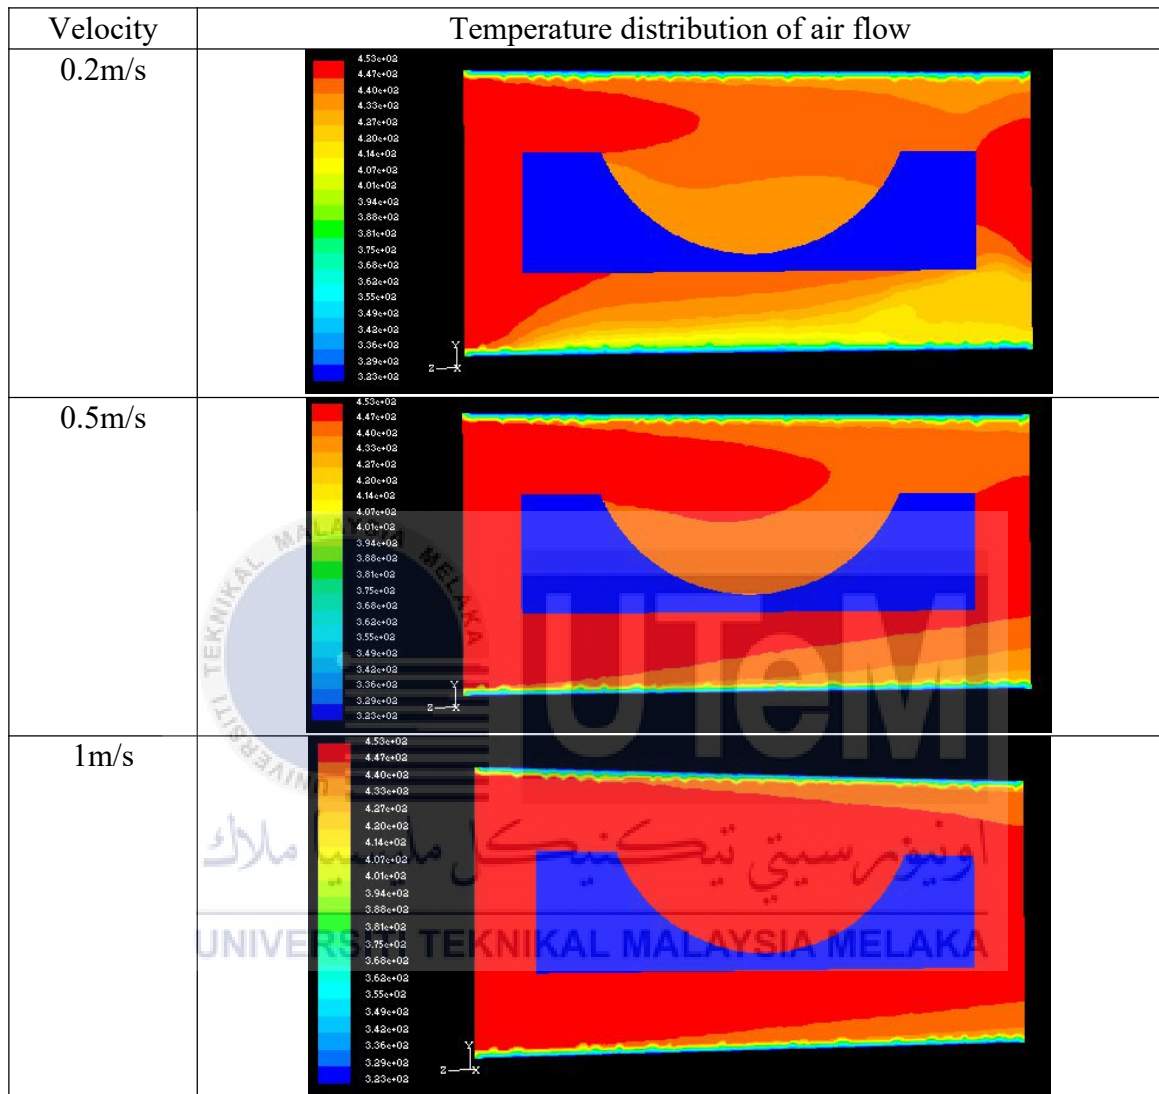 Velocity Temperature distribution of air flow
0.2m/s
4.53e+02
4.47e+02
4.40e+02
4.33e+02
4.27e+02
4.20e+02
4.14e+02
4.07e+02
4.01e+02
3.94e+02
3.88e+02
3.81e+02
3.75e+02
3.68e+02
3.62e+02
3.55e+02
3.49e+02
3.42e+02
3.36e+02
3.29e+02
3.23e+02
Y
Z X
0.5m/s
4.53e+02
4.47e+02
4.40e+02
4.33e+02
4.27e+02
4.20e+02
4.14e+02
4.07e+02
4.01e+02
3.94e+02
3.88e+02
3.81e+02
3.75e+02
3.68e+02
3.62e+02
3.55e+02
3.49e+02
3.42e+02
3.36e+02
3.29e+02
3.23e+02
Y
Z X
1m/s
4.53e+02
4.47e+02
4.40e+02
4.33e+02
4.27e+02
4.20e+02
4.14e+02
4.07e+02
4.01e+02
3.94e+02
3.88e+02
3.81e+02
3.75e+02
3.68e+02
3.62e+02
3.55e+02
3.49e+02
3.42e+02
3.36e+02
3.29e+02
3.23e+02
Y
Z X
UNIVERSITI TEKNIKAL MALAYSIA MELAKA
UTeM
اونيۏرسيتي تيكنيكل مليسيا ملاك
UNIVERSITI TEKNIKAL MALAYSIA MELAKA